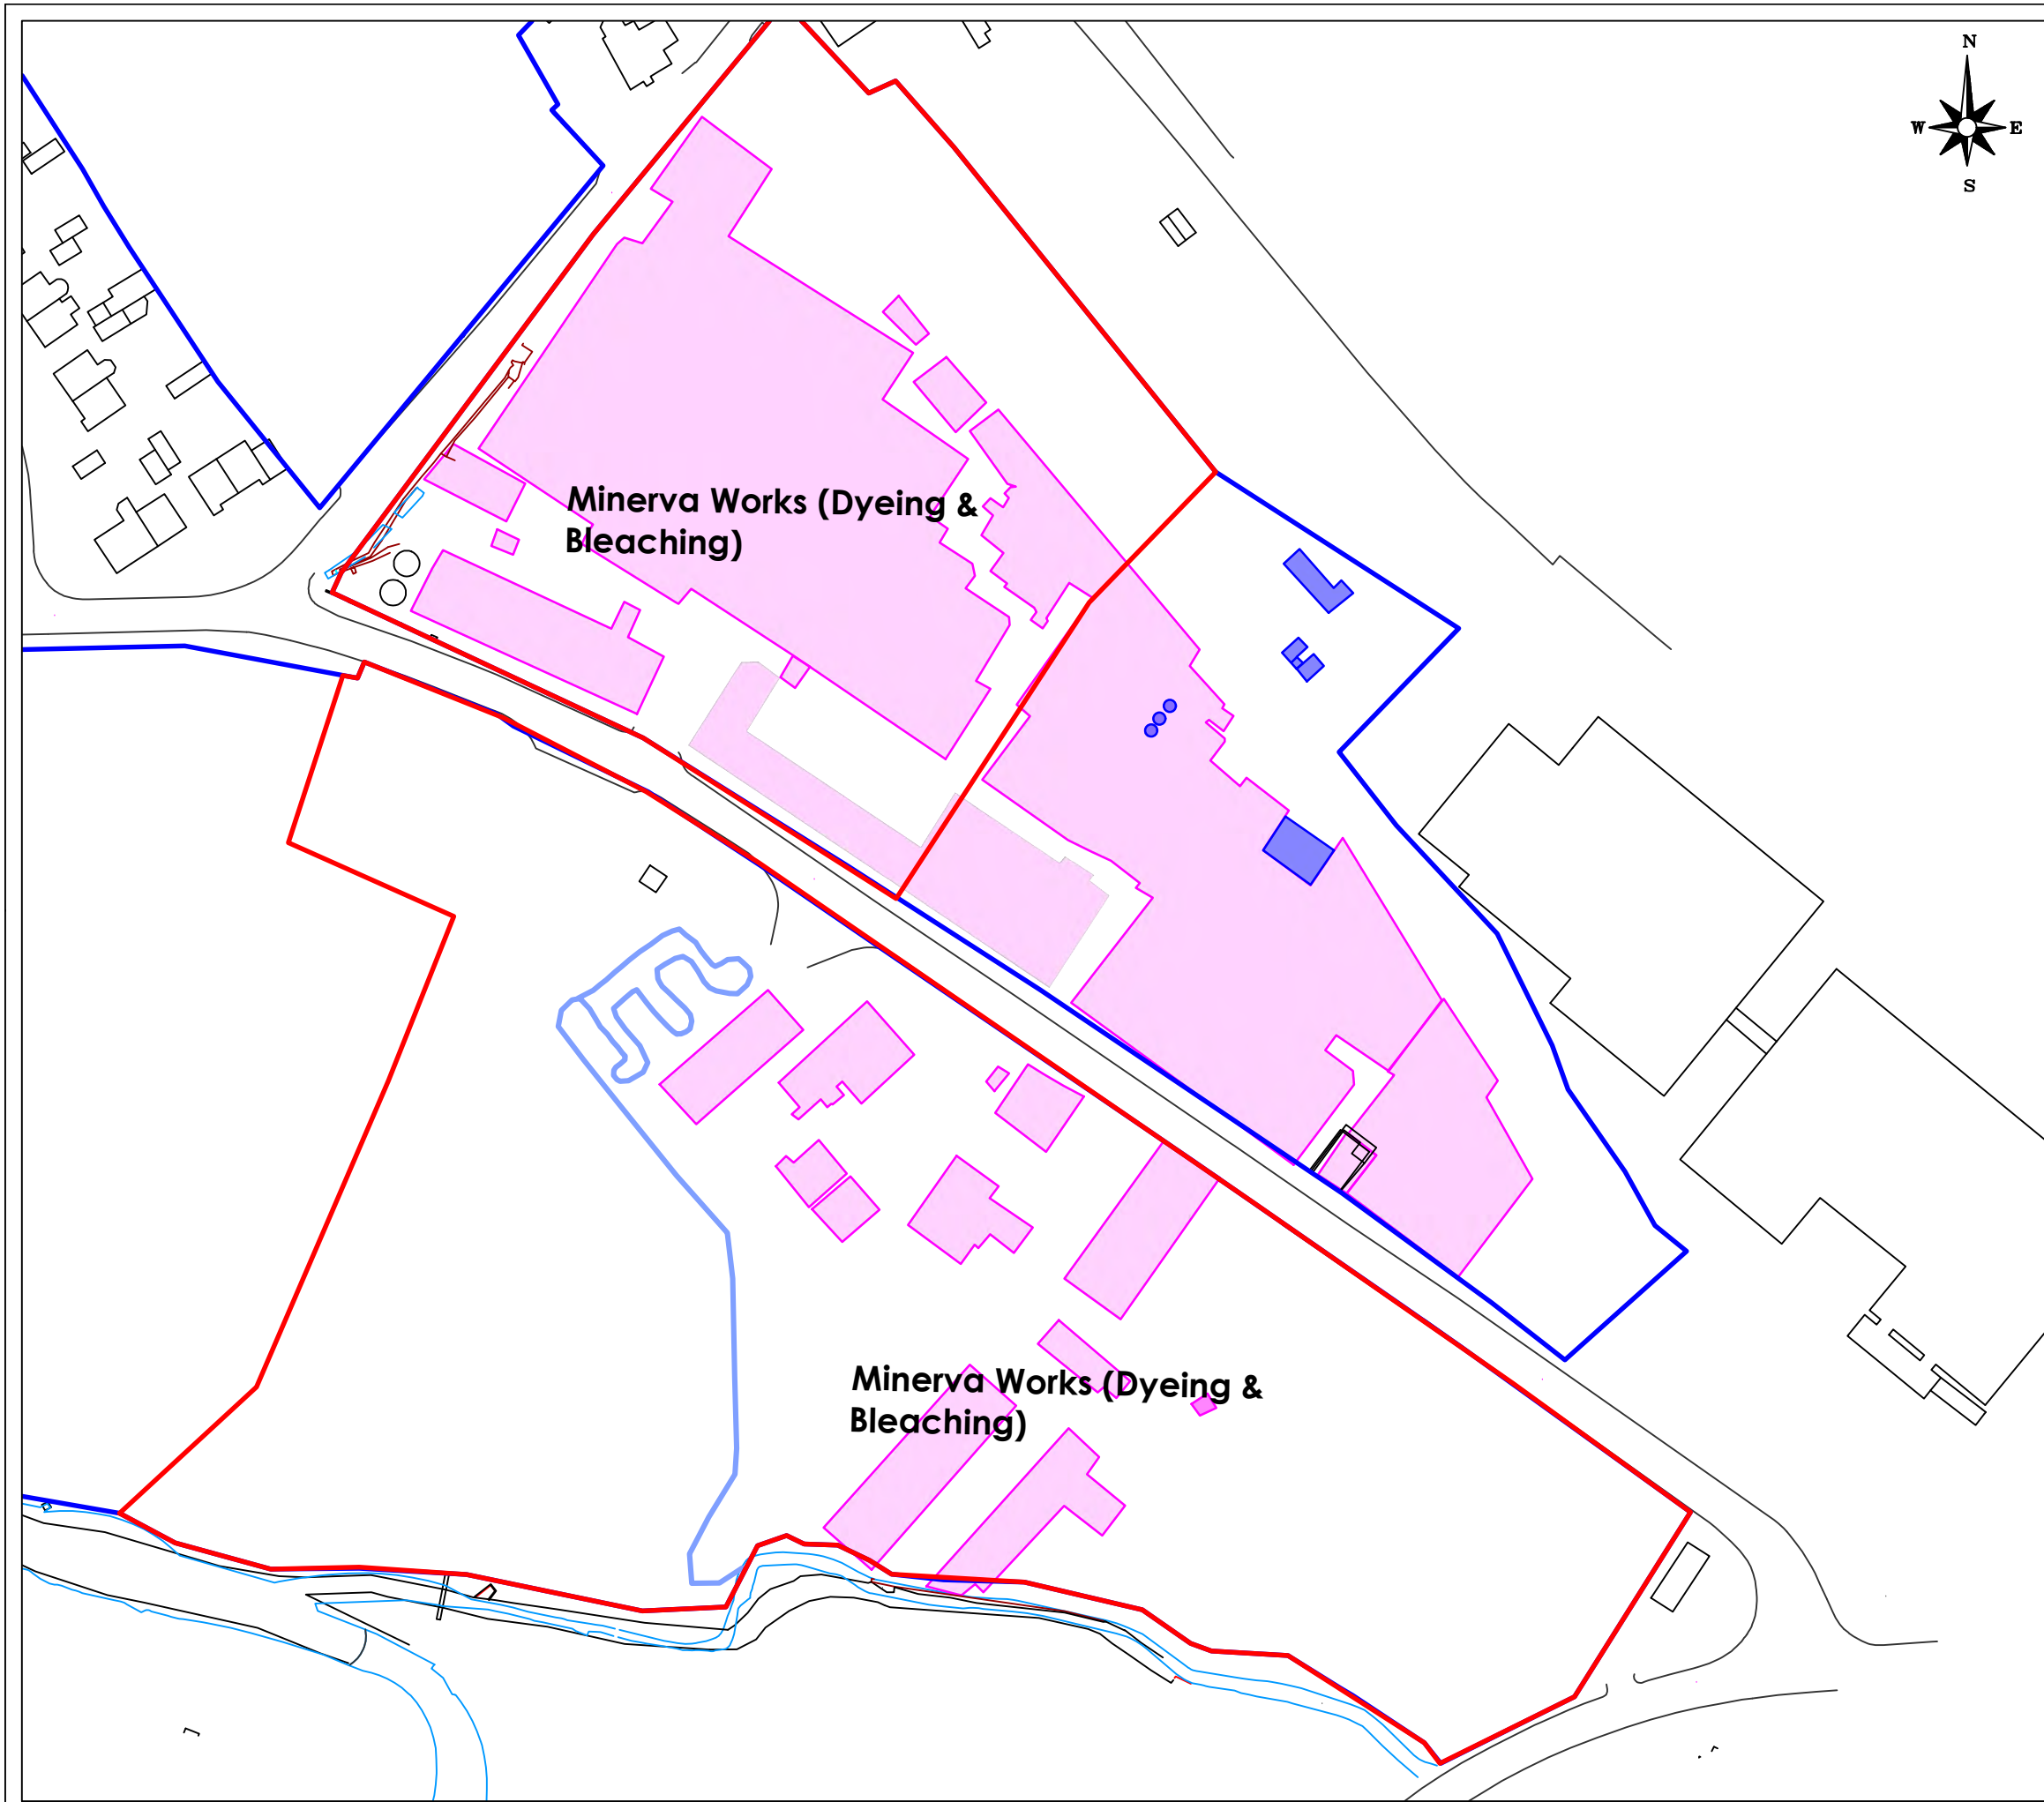 N
W E
S
Minerva Works (Dyeing &
Bleaching)
Minerva Works (Dyeing &
Bleaching)